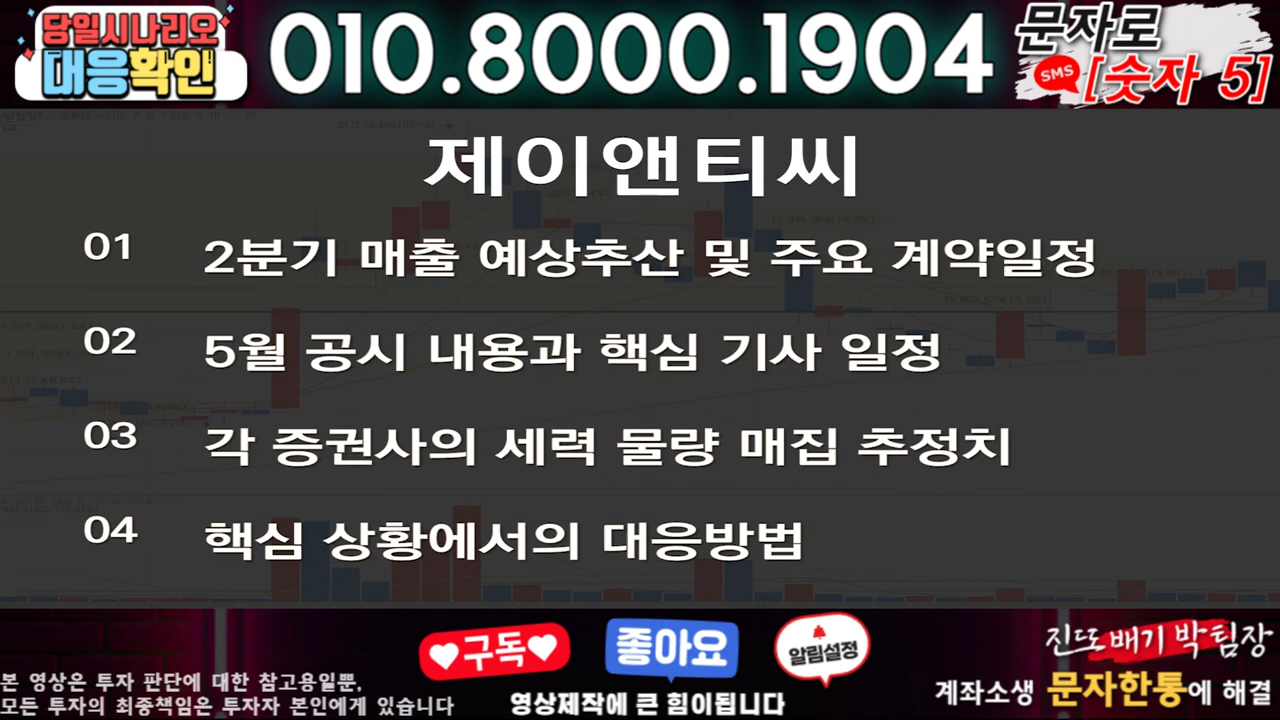 당일시나리오
대응확인
010.8000.1904
문자로
SMS [숫자 5]
제이앤티씨
01 2분기 매출 예상추산 및 주요 계약일정
02 5월 공시 내용과 핵심 기사 일정
03 각 증권사의 세력 물량 매집 추정치
04 핵심 상황에서의 대응방법
구독
좋아요
알림설정
영상제작에 큰 힘이됩니다
본 영상은 투자 판단에 대한 참고용일뿐,
모든 투자의 최종책임은 투자자 본인에게 있습니다
진또배기 박팀장
계좌소생 문자한통에 해결